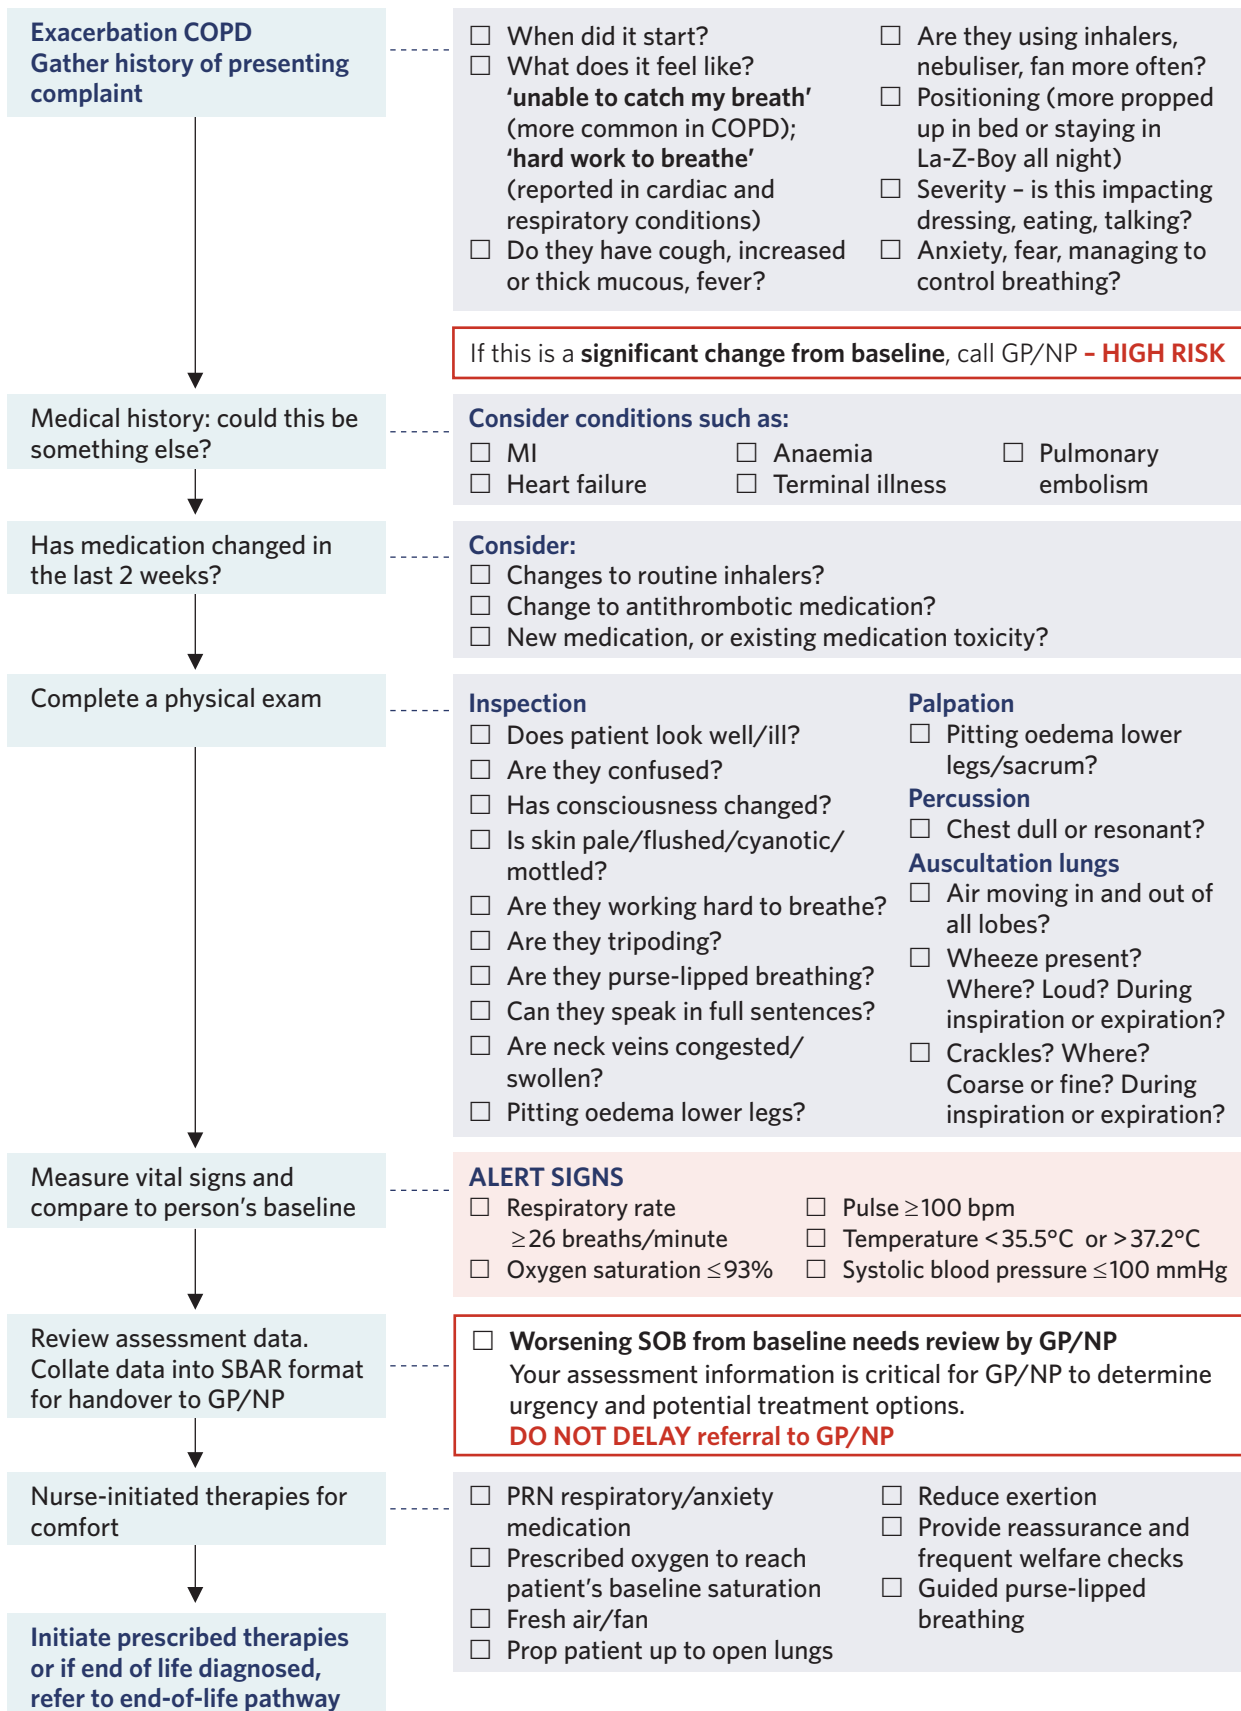 Exacerbation COPD
Gather history of presenting
complaint
☐ When did it start?
☐ What does it feel like?
‘unable to catch my breath’
(more common in COPD);
‘hard work to breathe’
(reported in cardiac and
respiratory conditions)
☐ Do they have cough, increased
or thick mucous, fever?
☐ Are they using inhalers,
nebuliser, fan more often?
☐ Positioning (more propped
up in bed or staying in
La-Z-Boy all night)
☐ Severity – is this impacting
dressing, eating, talking?
☐ Anxiety, fear, managing to
control breathing?
If this is a significant change from baseline, call GP/NP – HIGH RISK
Medical history: could this be
something else?
Consider conditions such as:
☐ MI
☐ Heart failure
☐ Anaemia
☐ Terminal illness
☐ Pulmonary
embolism
Has medication changed in
the last 2 weeks?
Consider:
☐ Changes to routine inhalers?
☐ Change to antithrombotic medication?
☐ New medication, or existing medication toxicity?
Complete a physical exam
Inspection
☐ Does patient look well/ill?
☐ Are they confused?
☐ Has consciousness changed?
☐ Is skin pale/flushed/cyanotic/
mottled?
☐ Are they working hard to breathe?
☐ Are they tripoding?
☐ Are they purse-lipped breathing?
☐ Can they speak in full sentences?
☐ Are neck veins congested/
swollen?
☐ Pitting oedema lower legs?
Palpation
☐ Pitting oedema lower
legs/sacrum?
Percussion
☐ Chest dull or resonant?
Auscultation lungs
☐ Air moving in and out of
all lobes?
☐ Wheeze present?
Where? Loud? During
inspiration or expiration?
☐ Crackles? Where?
Coarse or fine? During
inspiration or expiration?
Measure vital signs and
compare to person’s baseline
ALERT SIGNS
☐ Respiratory rate
≥26 breaths/minute
☐ Oxygen saturation ≤93%
☐ Pulse ≥100 bpm
☐ Temperature <35.5°C or >37.2°C
☐ Systolic blood pressure ≤100 mmHg
Review assessment data.
Collate data into SBAR format
for handover to GP/NP
☐ Worsening SOB from baseline needs review by GP/NP
Your assessment information is critical for GP/NP to determine
urgency and potential treatment options.
DO NOT DELAY referral to GP/NP
Nurse-initiated therapies for
comfort
☐ PRN respiratory/anxiety
medication
☐ Prescribed oxygen to reach
patient’s baseline saturation
☐ Fresh air/fan
☐ Prop patient up to open lungs
☐ Reduce exertion
☐ Provide reassurance and
frequent welfare checks
☐ Guided purse-lipped
breathing
Initiate prescribed therapies
or if end of life diagnosed,
refer to end-of-life pathway